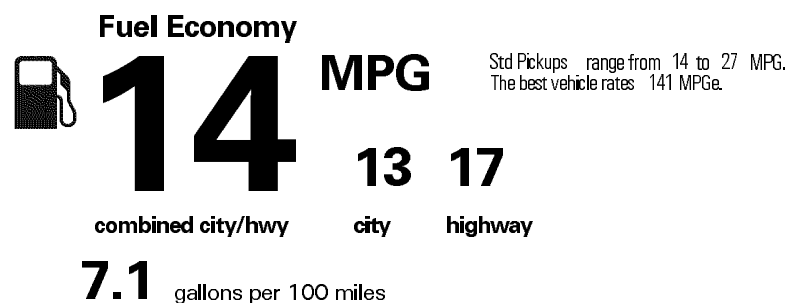 Fuel Economy
14 MPG
Std Pickups range from 14 to 27 MPG.
The best vehicle rates 141 MPGe.
13 17
combined city/hwy city highway
7.1 gallons per 100 miles